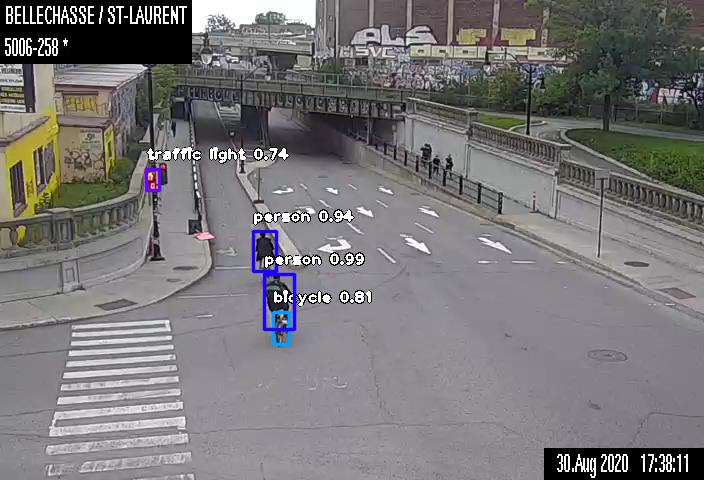 BELLECHASSE / ST-LAURENT
5006-258 *
traffic light 0.74
person 0.94
person 0.99
bicycle 0.81
30.Aug 2020 17:38:11